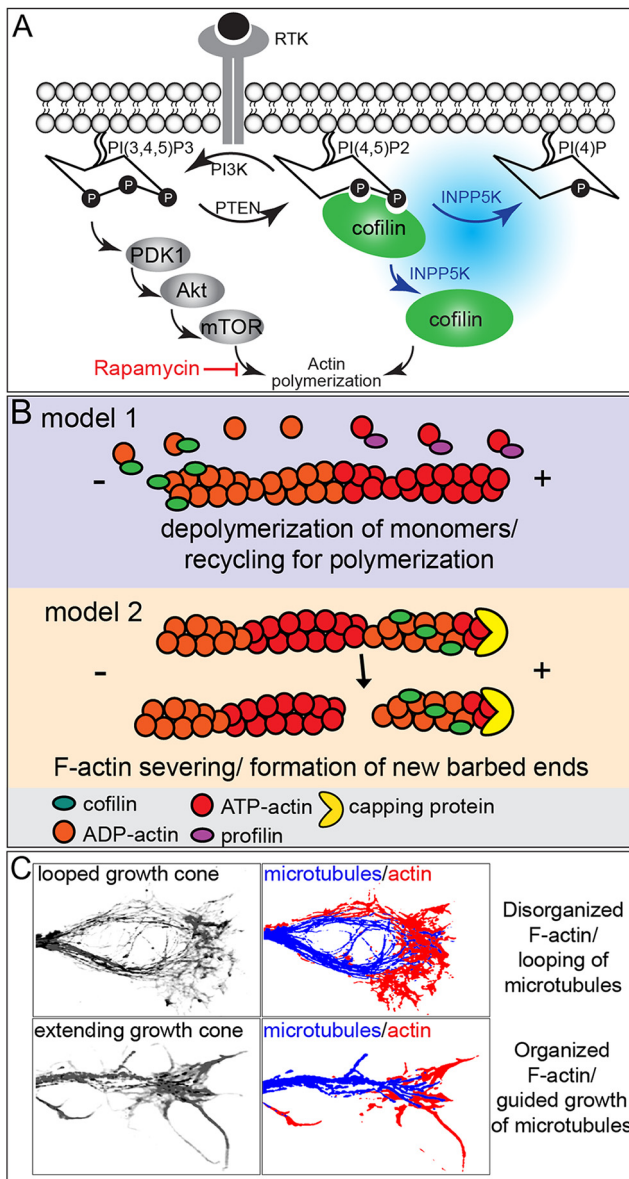 A
RTK
PI(3,4,5)P3
PI(4,5)P2
PI(4)P
PI3K
P P P
P P
P
PTEN
INPP5K
cofilin
PDK1
INPP5K
Akt
cofilin
mTOR
Rapamycin
Actin
polymerization
B
model 1
-
+
depolymerization of monomers/
recycling for polymerization
model 2
-
+
F-actin severing/ formation of new barbed ends
cofilin
ATP-actin
capping protein
ADP-actin
profilin
C
looped growth cone
microtubules/actin
Disorganized
F-actin/
looping of
microtubules
extending growth cone
microtubules/actin
Organized
F-actin/
guided growth
of microtubules